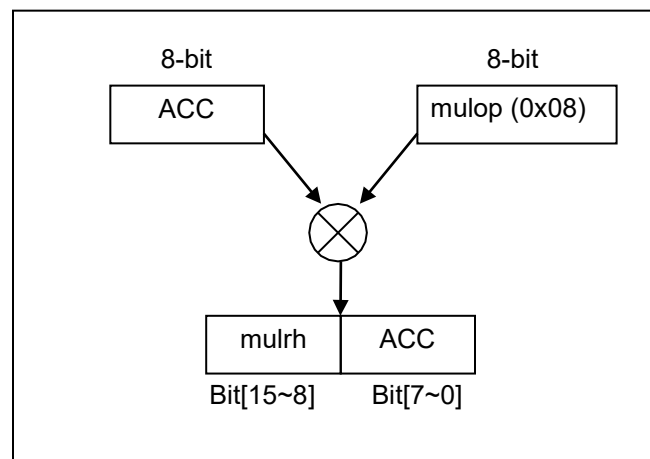 8-bit 8-bit
ACC mulop (0x08)
mulrh ACC
Bit[15~8] Bit[7~0]